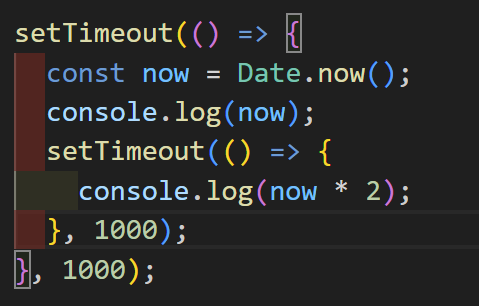 setTimeout(() => {
  const now = Date.now();
  console.log(now);
  setTimeout(() => {
    console.log(now * 2);
  }, 1000);
}, 1000);